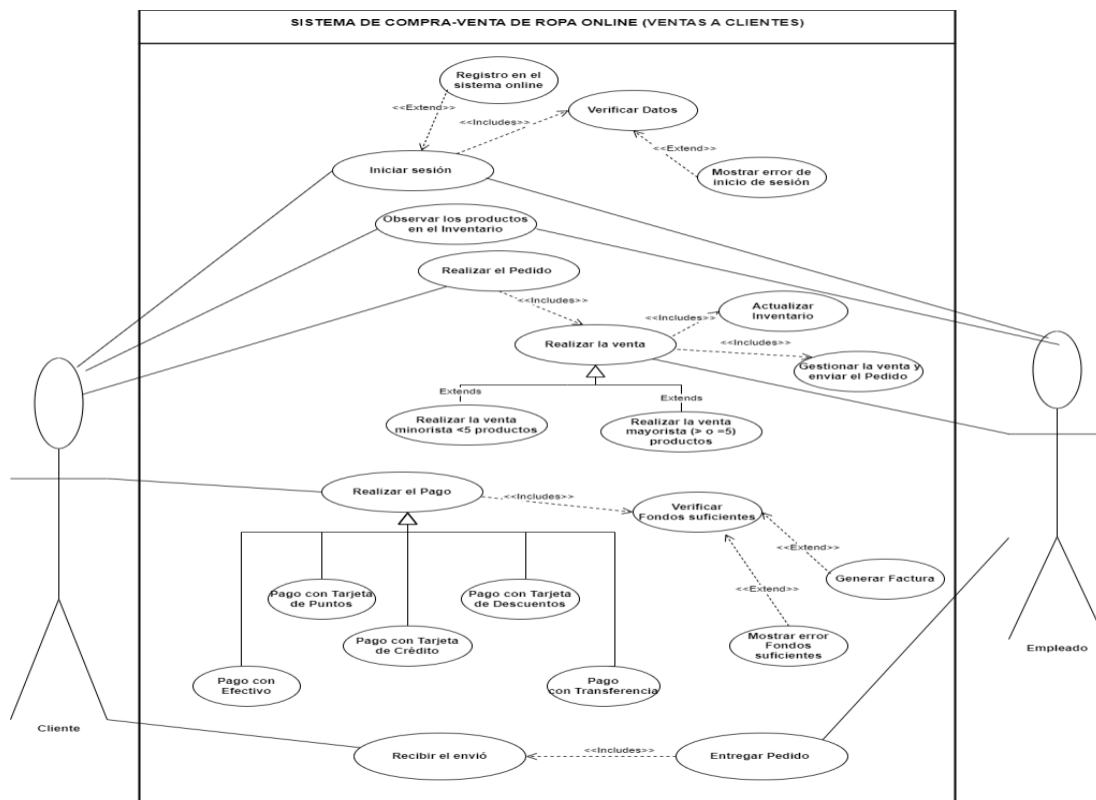 SISTEMA DE COMPRA-VENTA DE ROPA ONLINE (VENTAS A CLIENTES)
Registro en el
sistema online
<<Extend>>
<<Includes>>
Verificar Datos
<<Extend>>
Iniciar sesión
Mostrar error de
inicio de sesión
Observar los productos
en el Inventario
Realizar el Pedido
<<Includes>>
Actualizar
Inventario
<<Includes>>
Realizar la venta
<<Includes>>
Gestionar la venta y
enviar el Pedido
Extends
Extends
Realizar la venta
minorista <5 productos
Realizar la venta
mayorista (> o =5)
productos
Realizar el Pago
<<Includes>>
Verificar
Fondos suficientes
<<Extend>>
Generar Factura
Pago con Tarjeta
de Puntos
Pago con Tarjeta
de Descuentos
<<Extend>>
Pago con Tarjeta
de Crédito
Mostrar error
Fondos
suficientes
Empleado
Pago con
Efectivo
Pago
con Transferencia
Cliente
Recibir el envió
<<Includes>>
Entregar Pedido